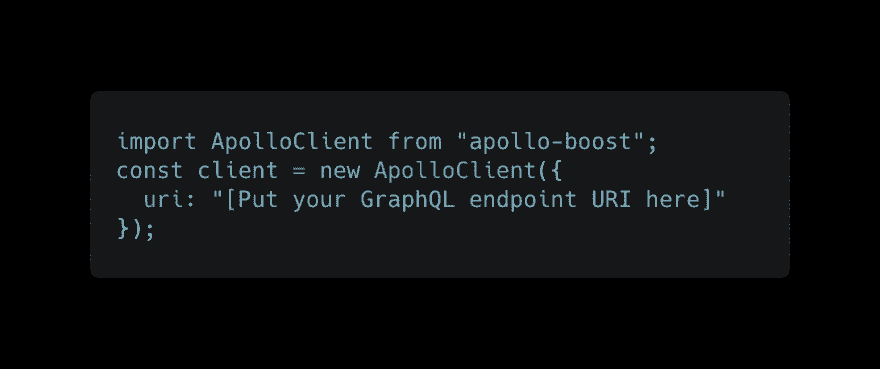 import ApolloClient from "apollo-boost";
const client = new ApolloClient({
  uri: "[Put your GraphQL endpoint URI here]"
});